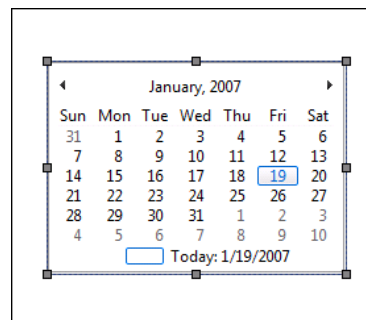 January, 2007
Sun Mon Tue Wed Thu Fri Sat
31 1 2 3 4 5 6
7 8 9 10 11 12 13
14 15 16 17 18 19 20
21 22 23 24 25 26 27
28 29 30 31 1 2 3
4 5 6 7 8 9 10
Today: 1/19/2007